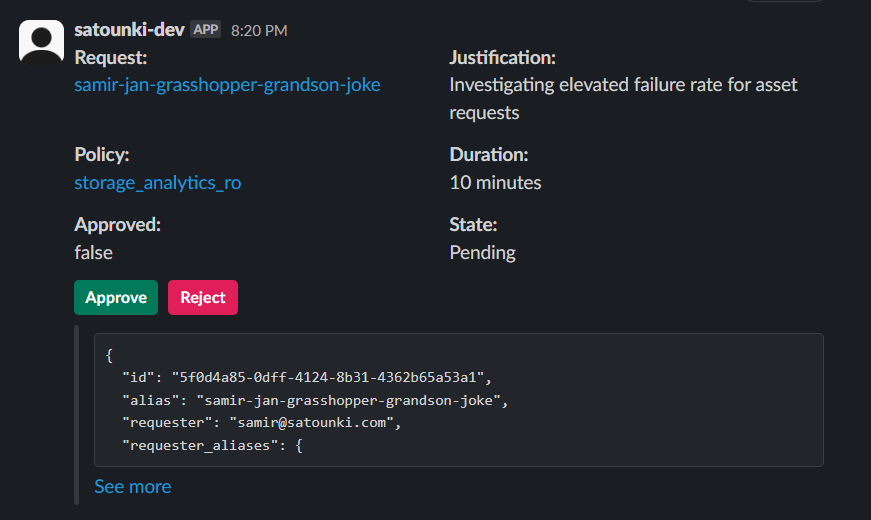 satounki-dev APP 8:20 PM
Request:
samir-jan-grasshopper-grandson-joke
Justification:
Investigating elevated failure rate for asset
requests
Policy:
storage_analytics_ro
Duration:
10 minutes
Approved:
false
State:
Pending
Approve Reject
{
"id": "5f0d4a85-0dff-4124-8b31-4362b65a53a1",
"alias": "samir-jan-grasshopper-grandson-joke",
"requester": "samir@satounki.com",
"requester_aliases": {
See more